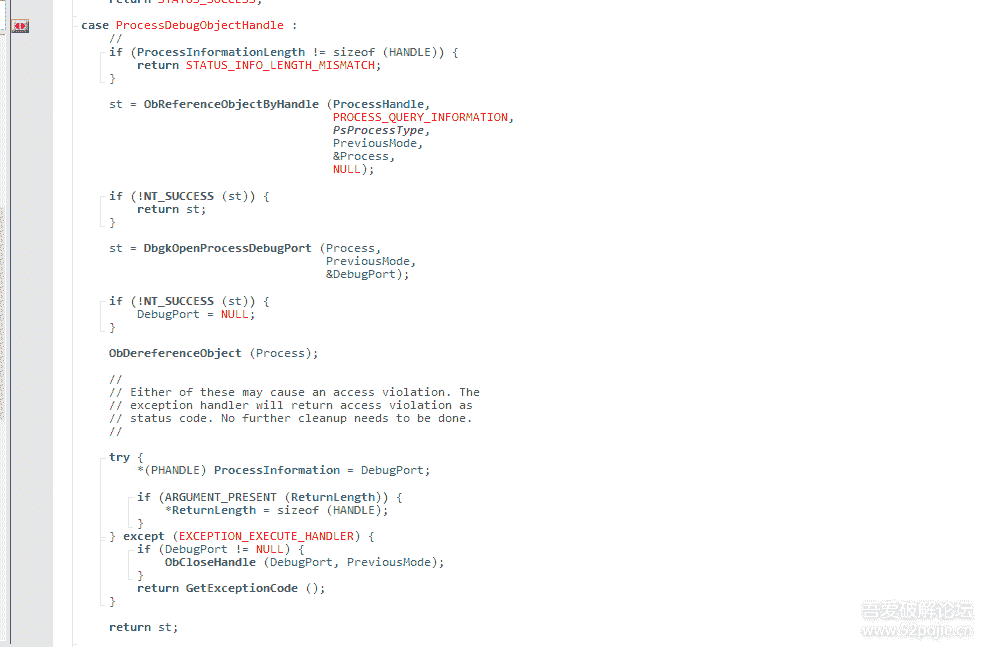 return STATUS_SUCCESS;
case ProcessDebugObjectHandle :
//
if (ProcessInformationLength != sizeof (HANDLE)) {
return STATUS_INFO_LENGTH_MISMATCH;
}
st = ObReferenceObjectByHandle (ProcessHandle,
PROCESS_QUERY_INFORMATION,
PsProcessType,
PreviousMode,
&Process,
NULL);
if (!NT_SUCCESS (st)) {
return st;
}
st = DbgkOpenProcessDebugPort (Process,
PreviousMode,
&DebugPort);
if (!NT_SUCCESS (st)) {
DebugPort = NULL;
}
ObDereferenceObject (Process);
//
// Either of these may cause an access violation. The
// exception handler will return access violation as
// status code. No further cleanup needs to be done.
//
try {
*(PHANDLE) ProcessInformation = DebugPort;
if (ARGUMENT_PRESENT (ReturnLength)) {
*ReturnLength = sizeof (HANDLE);
}
} except (EXCEPTION_EXECUTE_HANDLER) {
if (DebugPort != NULL) {
ObCloseHandle (DebugPort, PreviousMode);
}
return GetExceptionCode ();
}
return st;
吾爱破解论坛
www.52pojie.cn